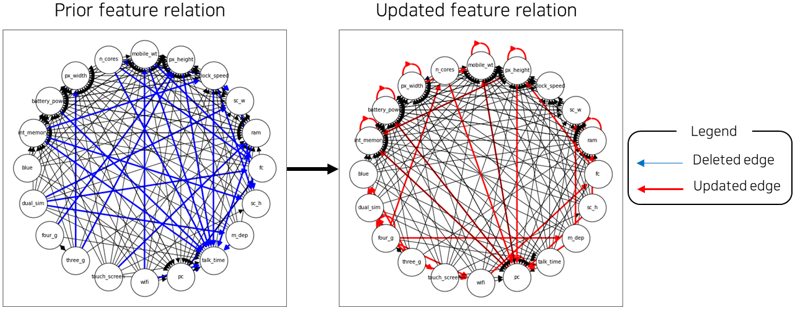 Prior feature relation
Updated feature relation
mobile_wt
n_cores
px_height
px_width
clock_speed
battery_power
sc_w
int_memory
ram
blue
fc
dual_sim
sc_h
four_g
m_dep
three_g
talk_time
touch_screen
pc
wifi
mobile_wt
n_cores
px_height
px_width
clock_speed
battery_power
sc_w
int_memory
ram
blue
fc
dual_sim
sc_h
four_g
m_dep
three_g
talk_time
touch_screen
pc
wifi
Legend
Deleted edge
Updated edge